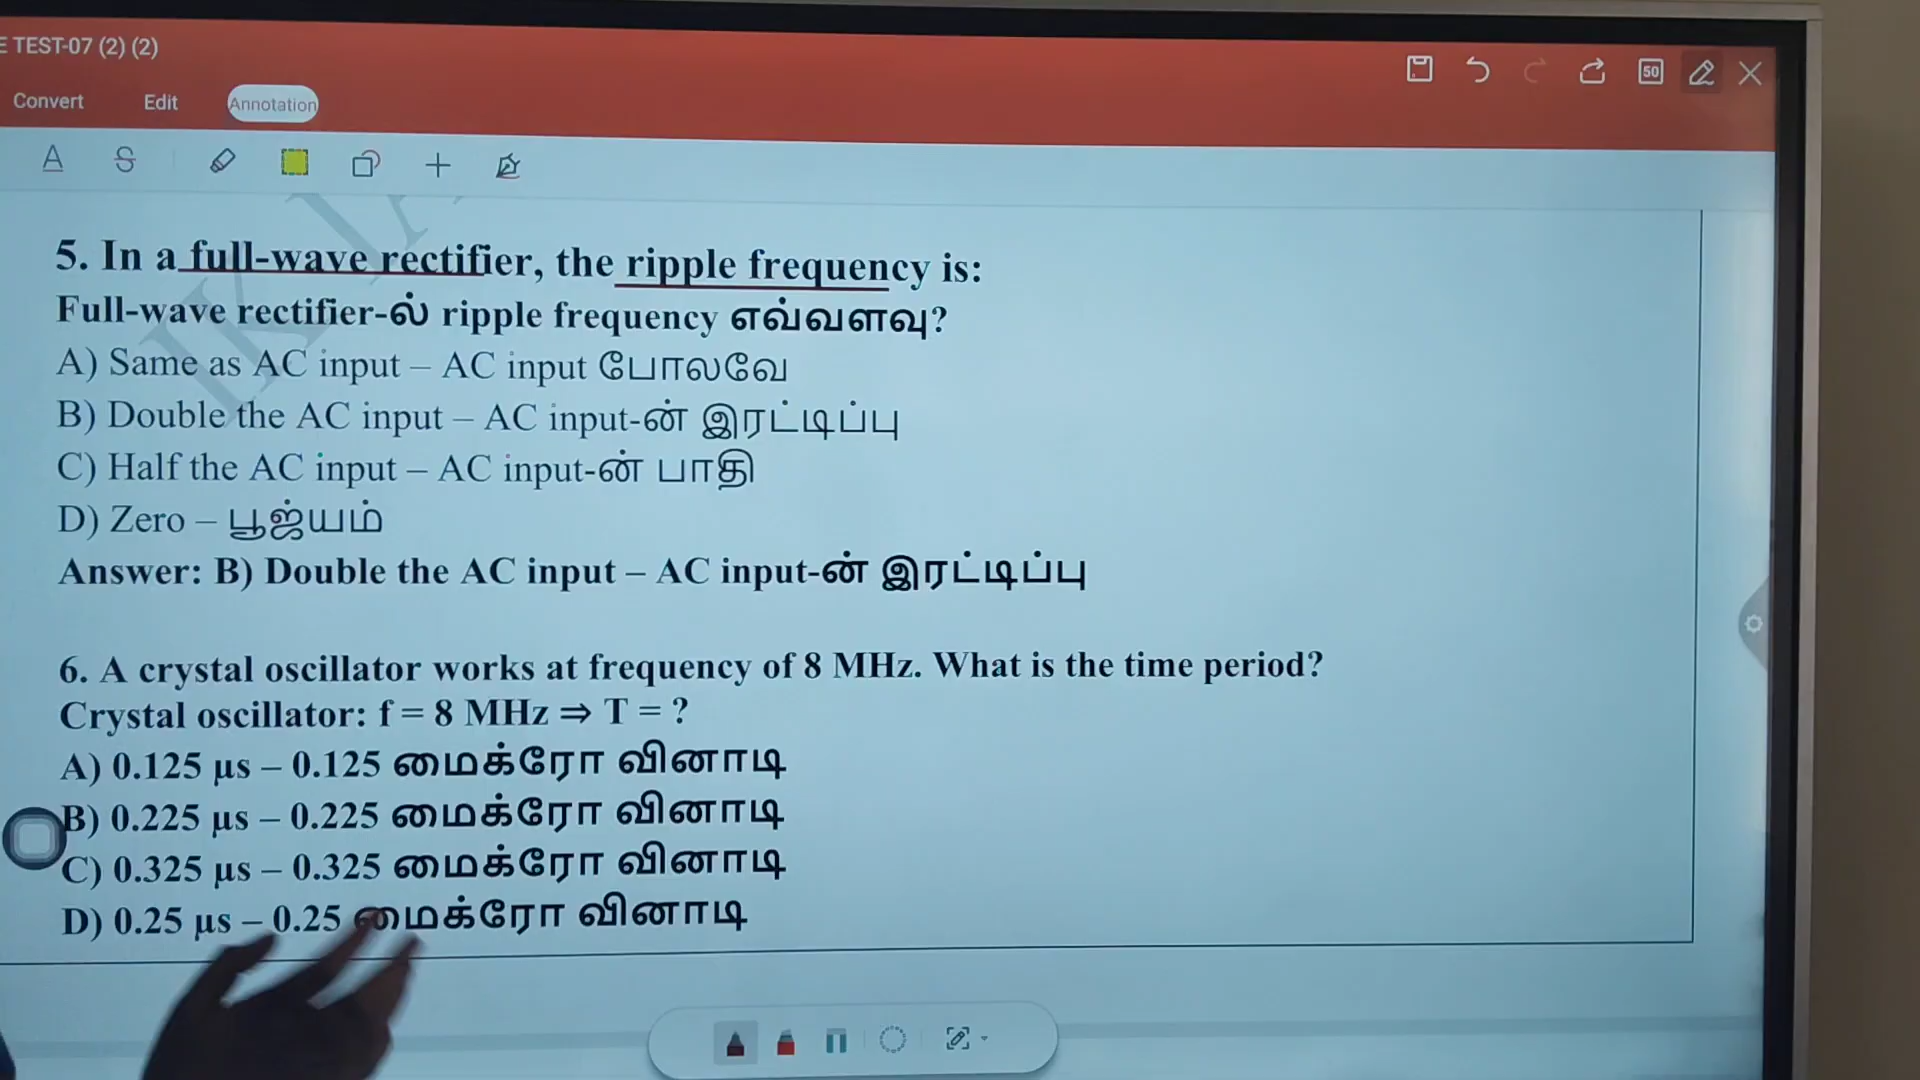 E TEST-07 (2) (2)
50
Convert Edit Annotation
A S
5. In a full-wave rectifier, the ripple frequency is:
Full-wave rectifier-ல் ripple frequency எவ்வளவு?
A) Same as AC input – AC input போலவே
B) Double the AC input – AC input-ன் இரட்டிப்பு
C) Half the AC input – AC input-ன் பாதி
D) Zero – பூஜ்யம்
Answer: B) Double the AC input – AC input-ன் இரட்டிப்பு
6. A crystal oscillator works at frequency of 8 MHz. What is the time period?
Crystal oscillator: f = 8 MHz ⇒ T = ?
A) 0.125 µs – 0.125 மைக்ரோ வினாடி
B) 0.225 µs – 0.225 மைக்ரோ வினாடி
C) 0.325 µs – 0.325 மைக்ரோ வினாடி
D) 0.25 µs – 0.25 மைக்ரோ வினாடி